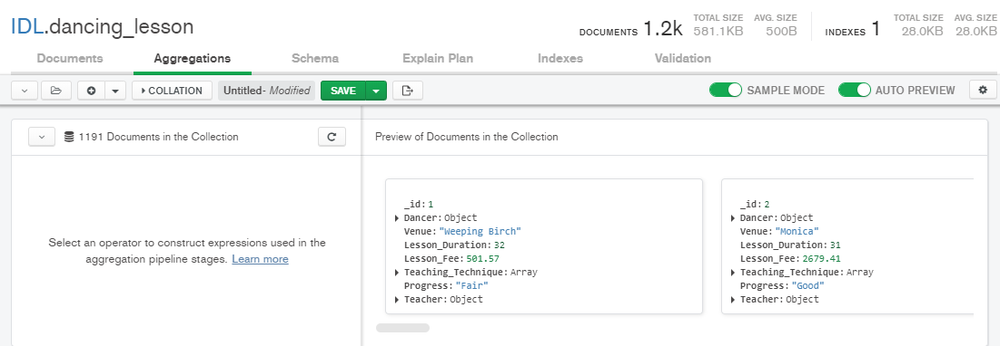 IDL.dancing_lesson
DOCUMENTS 1.2k TOTAL SIZE 581.1KB AVG. SIZE 500B INDEXES 1 TOTAL SIZE 28.0KB AVG. SIZE 28.0KB
Documents Aggregations Schema Explain Plan Indexes Validation
COLLATION Untitled- Modified SAVE SAMPLE MODE AUTO PREVIEW
1191 Documents in the Collection
Preview of Documents in the Collection
Select an operator to construct expressions used in the
aggregation pipeline stages. Learn more
_id: 1
Dancer: Object
Venue: "Weeping Birch"
Lesson_Duration: 32
Lesson_Fee: 501.57
Teaching_Technique: Array
Progress: "Fair"
Teacher: Object
_id: 2
Dancer: Object
Venue: "Monica"
Lesson_Duration: 31
Lesson_Fee: 2679.41
Teaching_Technique: Array
Progress: "Good"
Teacher: Object